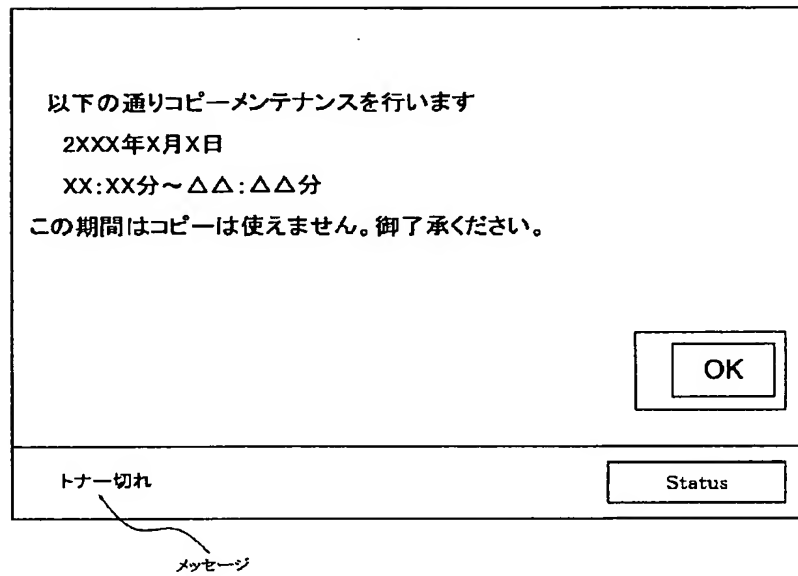 以下の通りコピーメンテナンスを行います
2XXX年X月X日
XX:XX分～△△:△△分
この期間はコピーは使えません。御了承ください。
OK
トナー切れ
Status
メッセージ